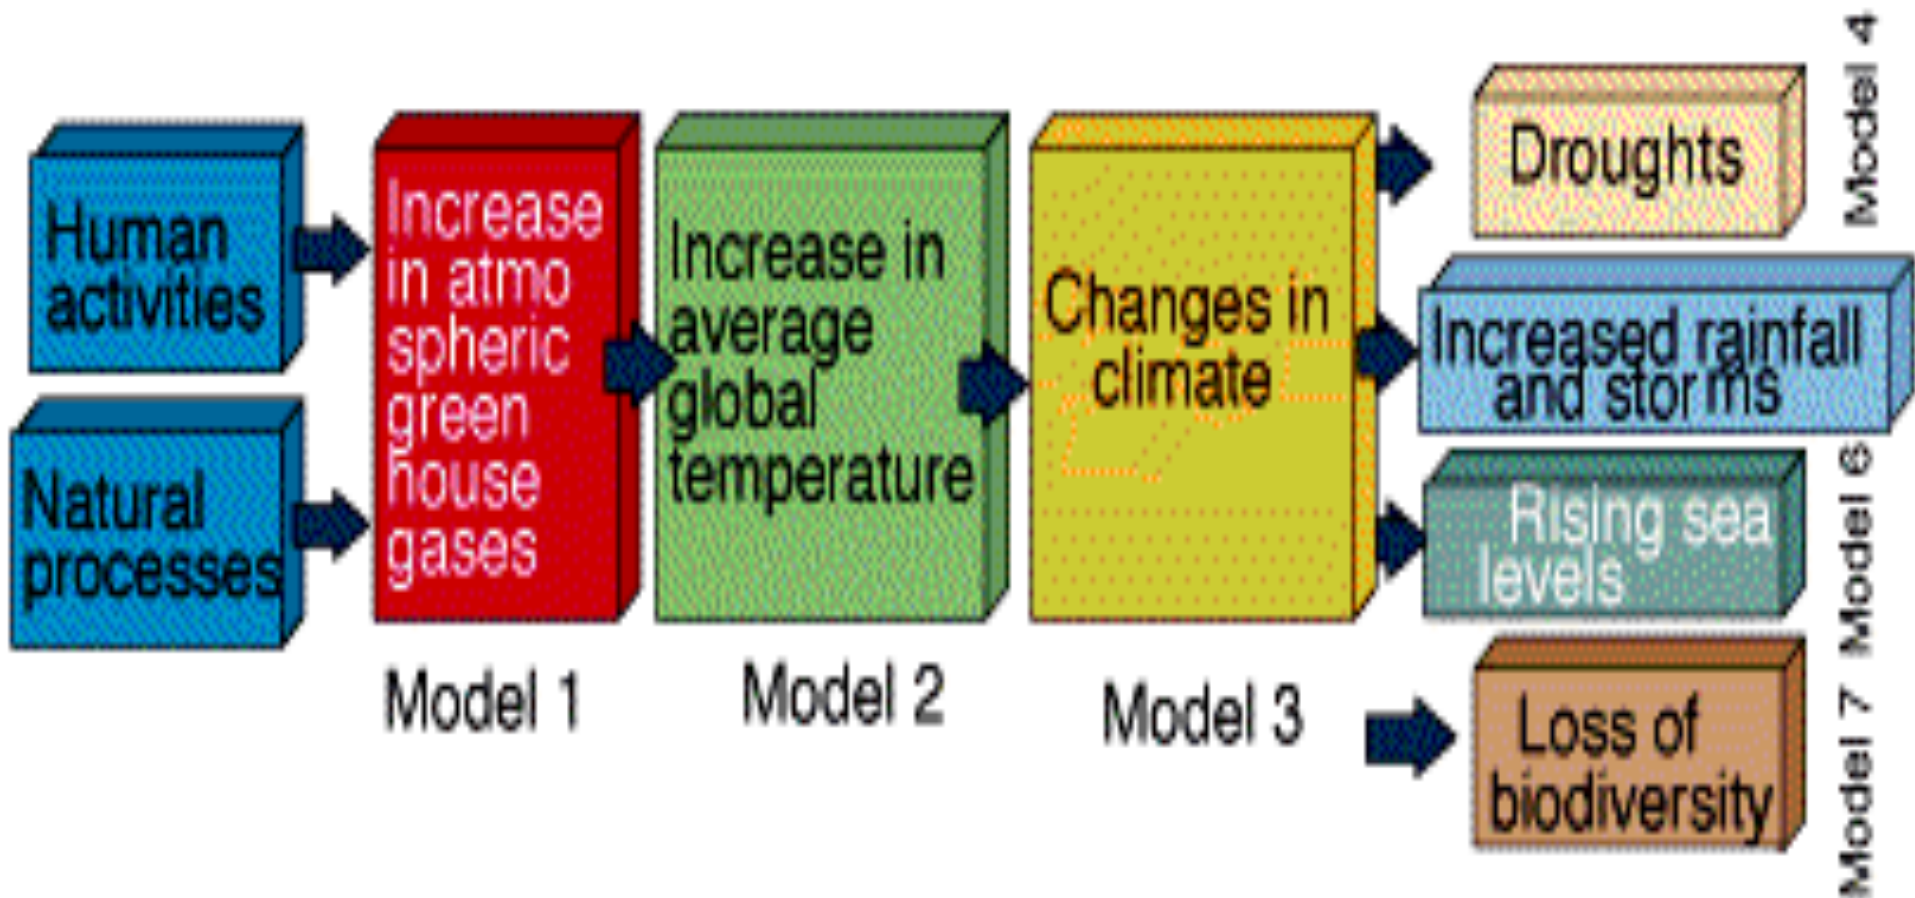 Human
activities
Natural
processes
Increase
in atmo
spheric
green
house
gases
Model 1
Increase in
average
global
temperature
Model 2
Changes in
climate
Model 3
Droughts
Model 4
Increased rainfall
and storms
Rising sea
levels
Model 6
Loss of
biodiversity
Model 7